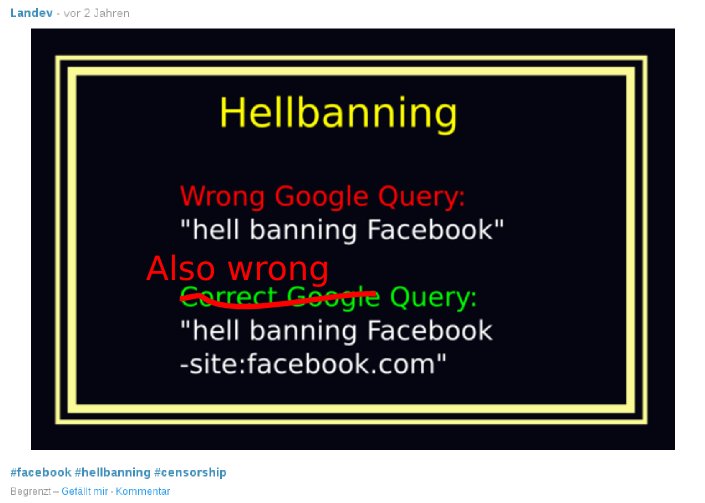 Landev - vor 2 Jahren
Hellbanning
Wrong Google Query:
"hell banning Facebook"
Also wrong
Correct Google Query:
"hell banning Facebook
-site:facebook.com"
#facebook #hellbanning #censorship
Begrenzt – Gefällt mir · Kommentar